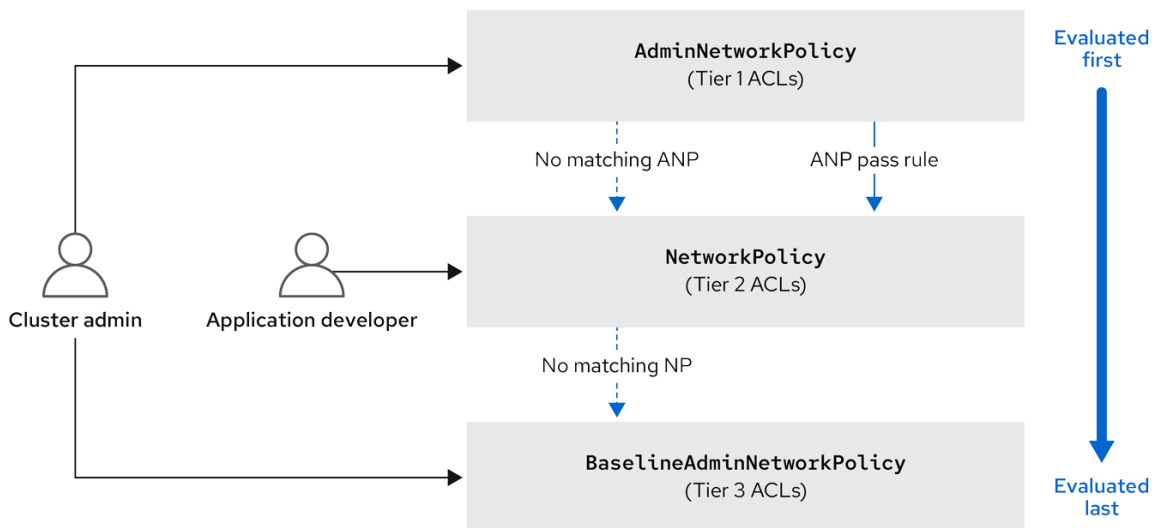 AdminNetworkPolicy
(Tier 1 ACLs)
Evaluated
first
No matching ANP
ANP pass rule
NetworkPolicy
(Tier 2 ACLs)
Cluster admin
Application developer
No matching NP
BaselineAdminNetworkPolicy
(Tier 3 ACLs)
Evaluated
last